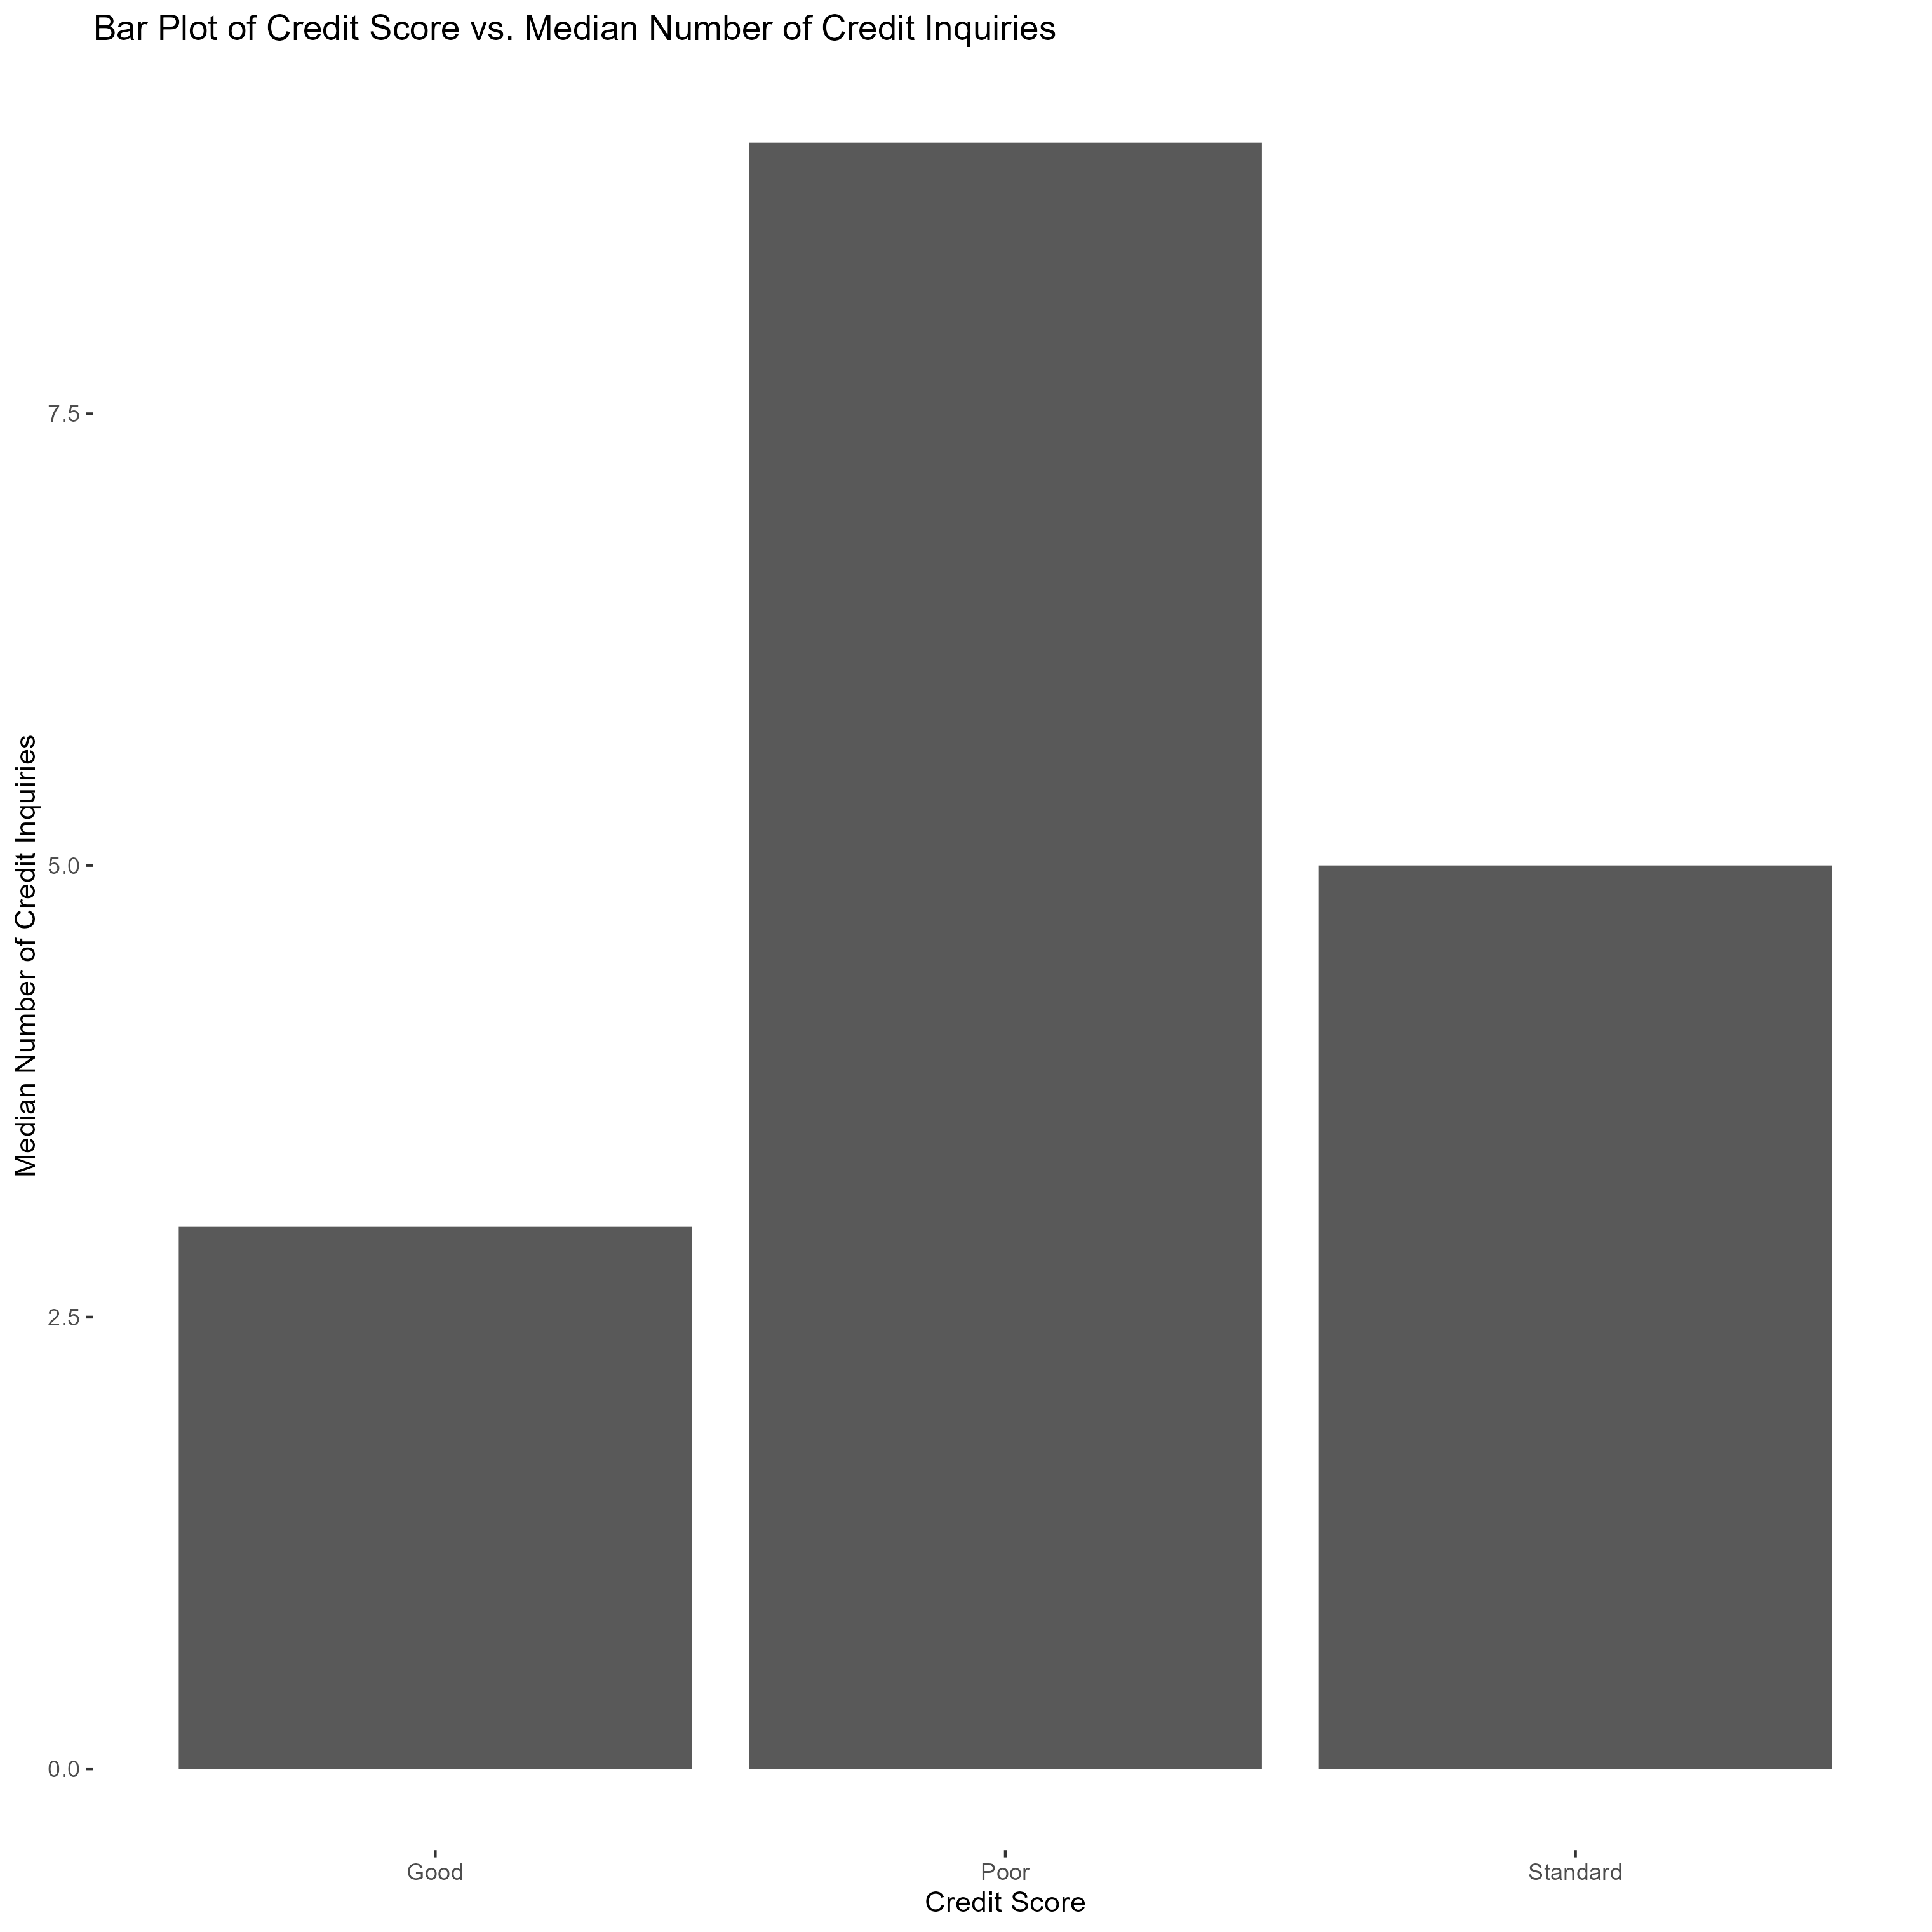 Bar Plot of Credit Score vs. Median Number of Credit Inquiries
Median Number of Credit Inquiries
7.5
5.0
2.5
0.0
Good Poor Standard
Credit Score